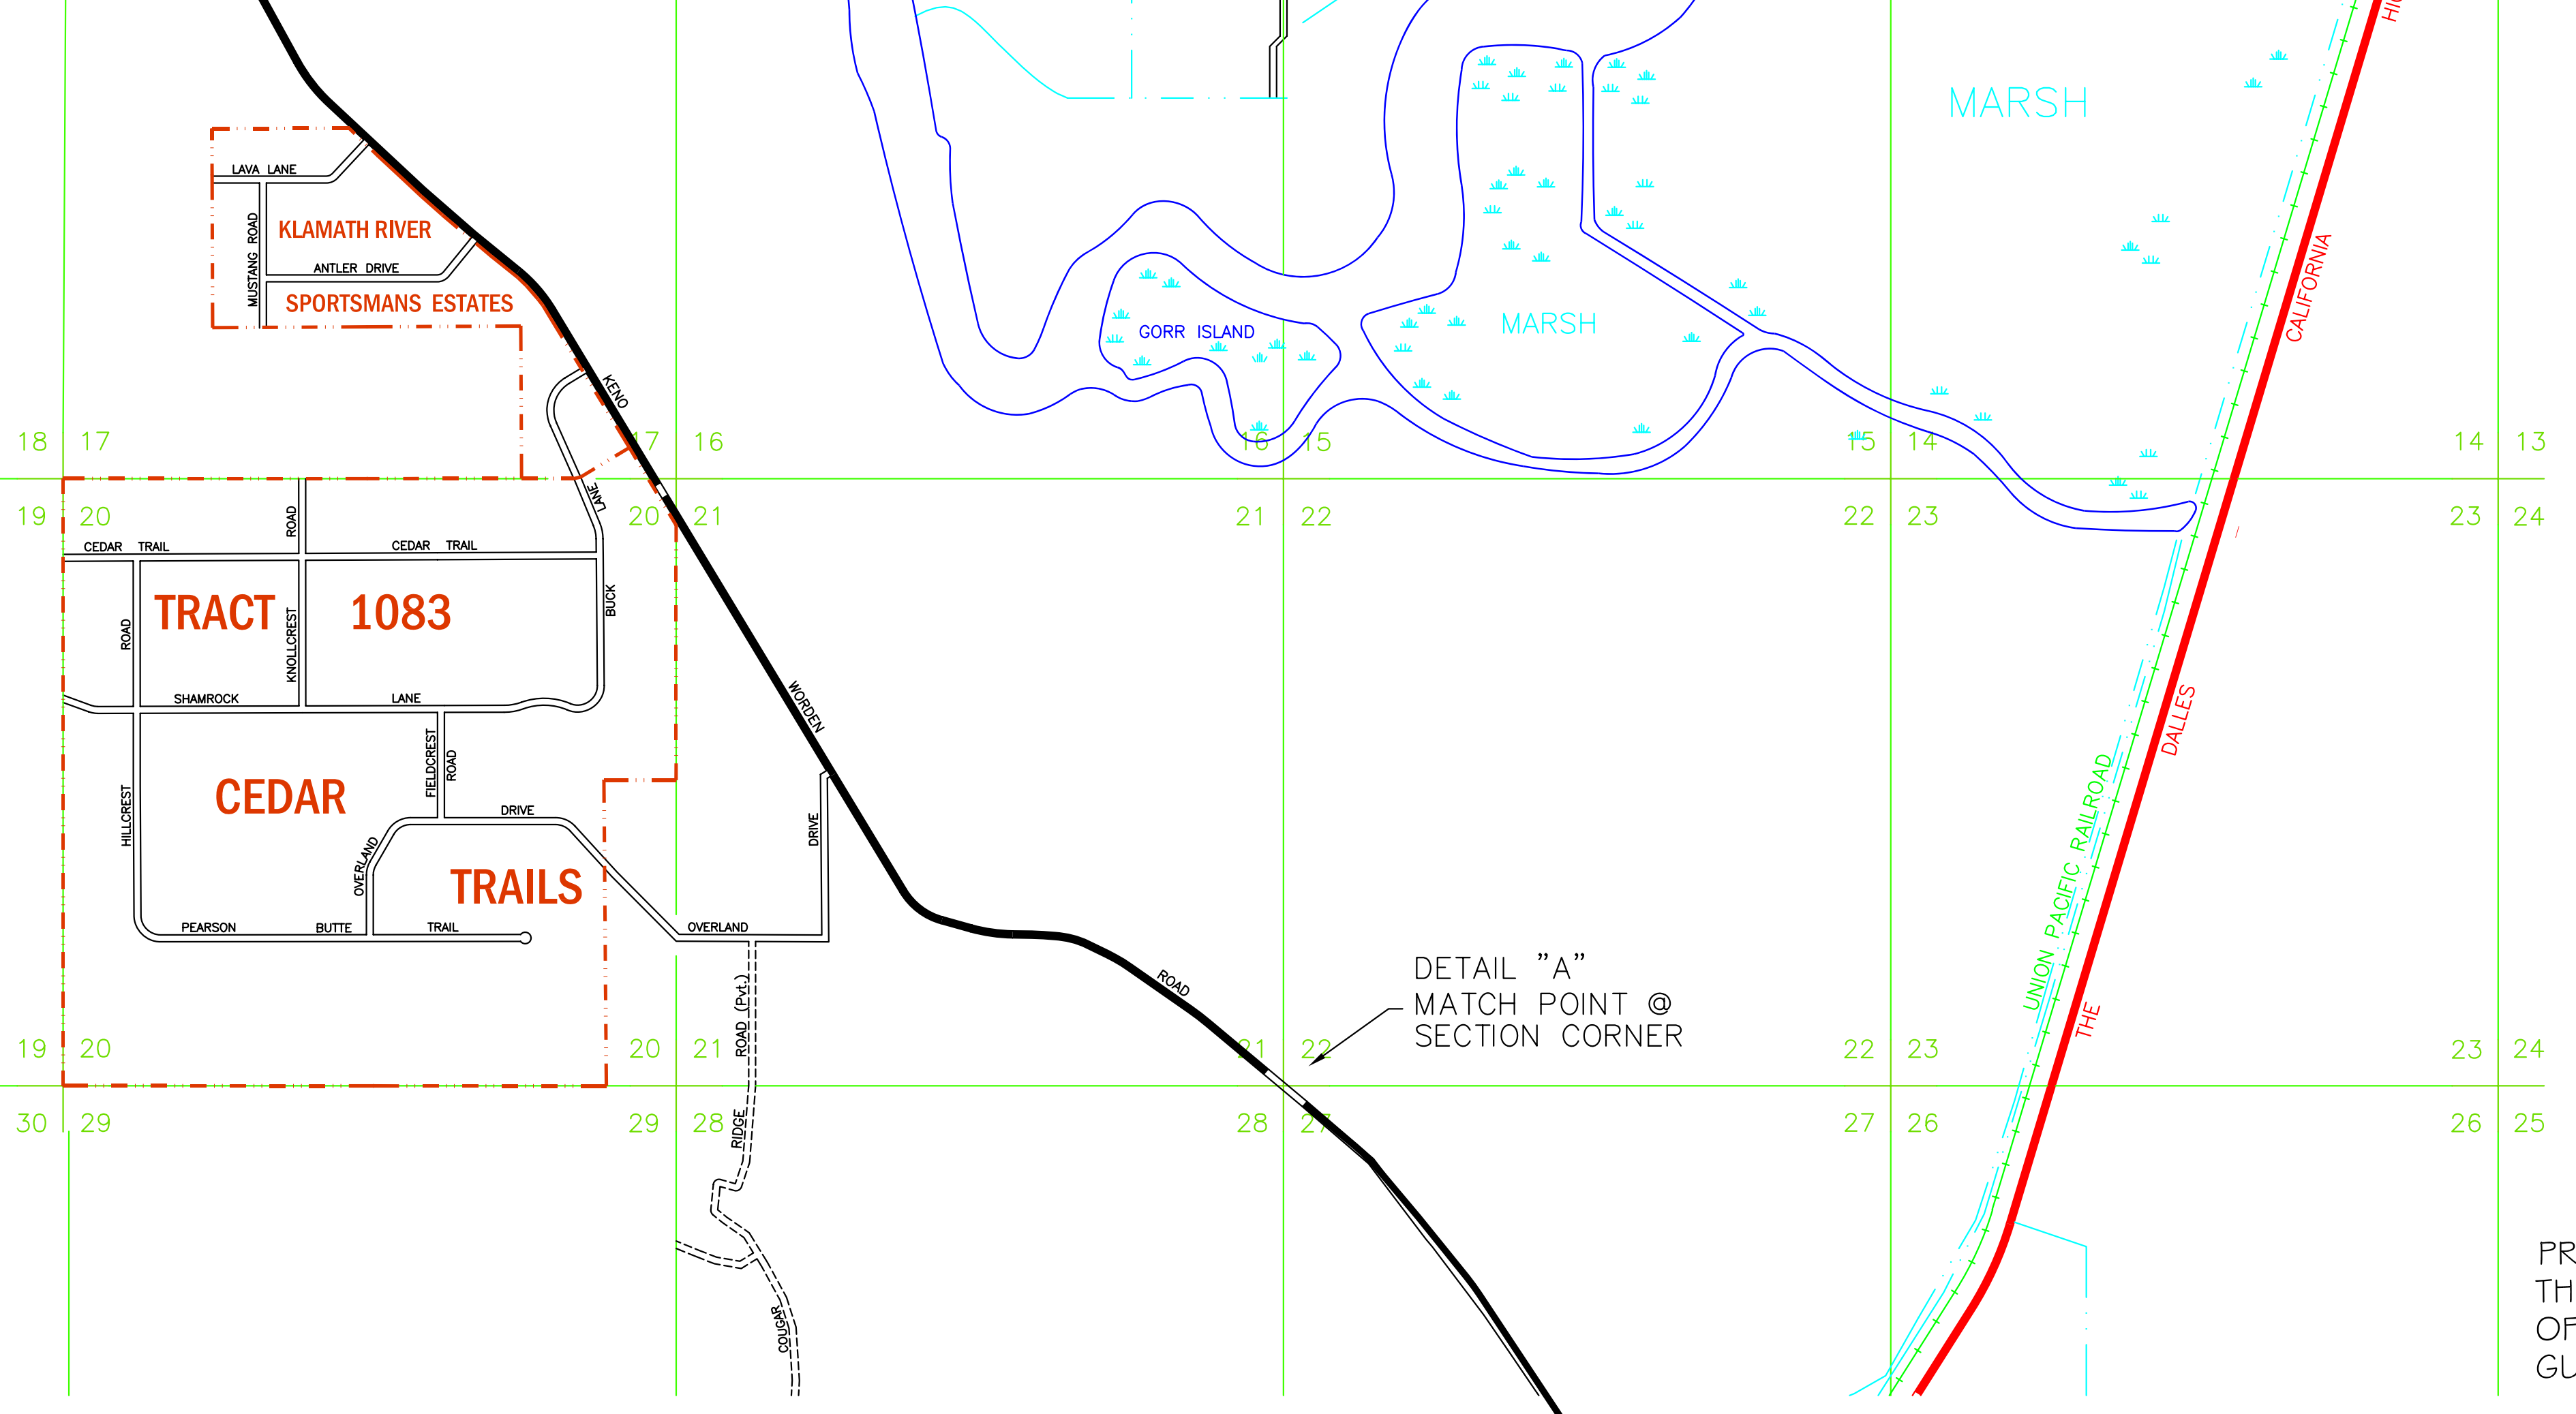 HIG
MARSH
LAVA LANE
MUSTANG ROAD
KLAMATH RIVER
ANTLER DRIVE
SPORTSMANS ESTATES
GORR ISLAND
MARSH
CALIFORNIA
KENO
18 17
17 16
16 15
15 14
14 13
19 20
20 21
21 22
22 23
23 24
LANE
ROAD
CEDAR TRAIL
CEDAR TRAIL
TRACT 1083
ROAD
KNOLLCREST
BUCK
SHAMROCK LANE
WORDEN
DALLES
FIELDCREST
ROAD
CEDAR
HILLCREST
DRIVE
DRIVE
OVERLAND
UNION PACIFIC RAILROAD
TRAILS
PEARSON BUTTE TRAIL
OVERLAND
ROAD
DETAIL "A"
MATCH POINT @
SECTION CORNER
ROAD (Pvt.)
THE
19 20
20 21
21 22
22 23
23 24
30 29
29 28
28 27
27 26
26 25
RIDGE
COUGAR
PR
TH
OF
GU